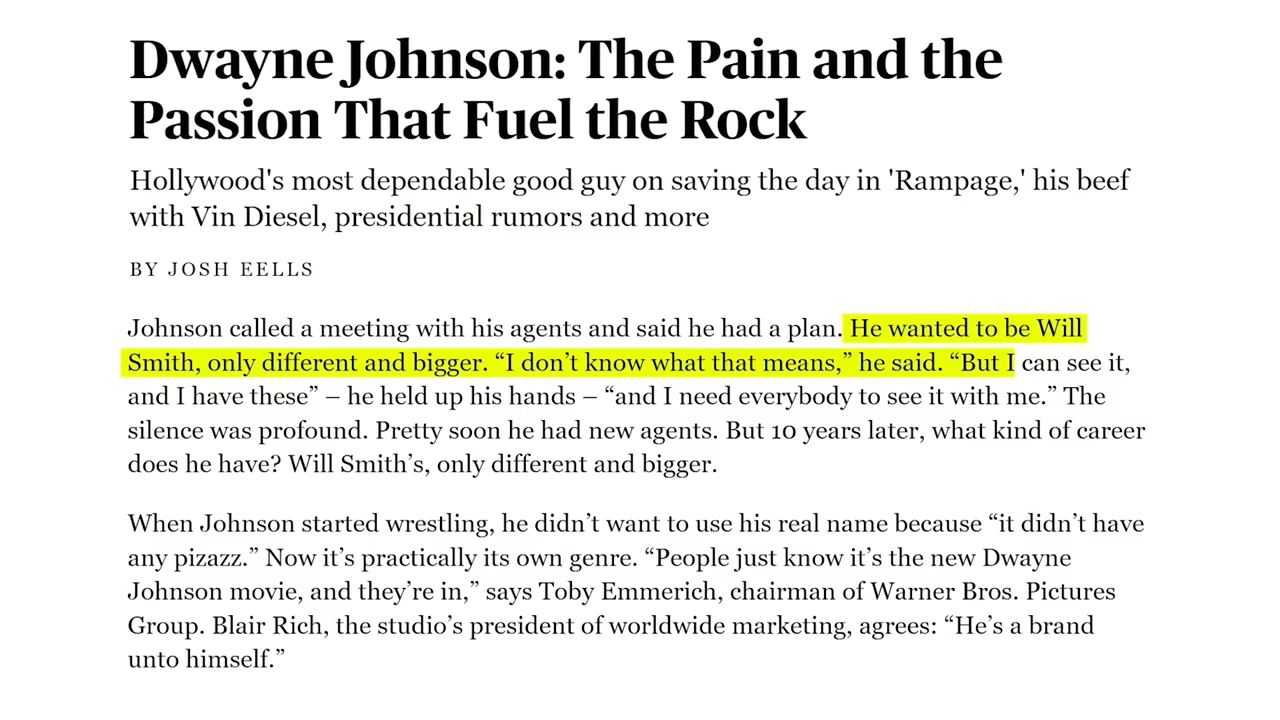 Dwayne Johnson: The Pain and the
Passion That Fuel the Rock
Hollywood's most dependable good guy on saving the day in 'Rampage,' his beef
with Vin Diesel, presidential rumors and more
BY JOSH EELLS
Johnson called a meeting with his agents and said he had a plan. He wanted to be Will
Smith, only different and bigger. “I don’t know what that means,” he said. “But I can see it,
and I have these” – he held up his hands – “and I need everybody to see it with me.” The
silence was profound. Pretty soon he had new agents. But 10 years later, what kind of career
does he have? Will Smith’s, only different and bigger.
When Johnson started wrestling, he didn’t want to use his real name because “it didn’t have
any pizazz.” Now it’s practically its own genre. “People just know it’s the new Dwayne
Johnson movie, and they’re in,” says Toby Emmerich, chairman of Warner Bros. Pictures
Group. Blair Rich, the studio’s president of worldwide marketing, agrees: “He’s a brand
unto himself.”